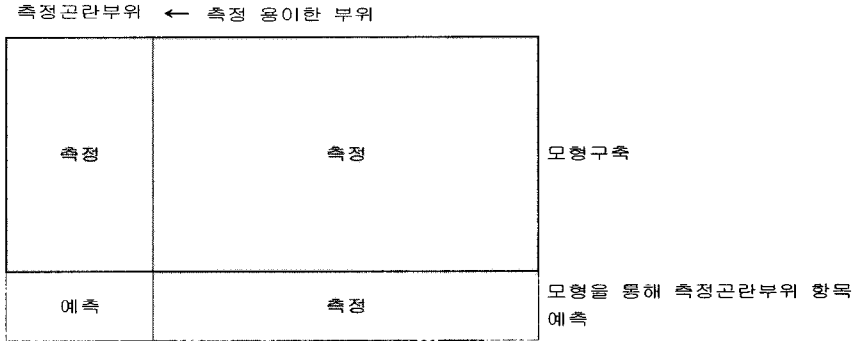 측정곤란부위 ← 측정 용이한 부위
측정 측정 모형구축
예측 측정 모형을 통해 측정곤란부위 항목
예측